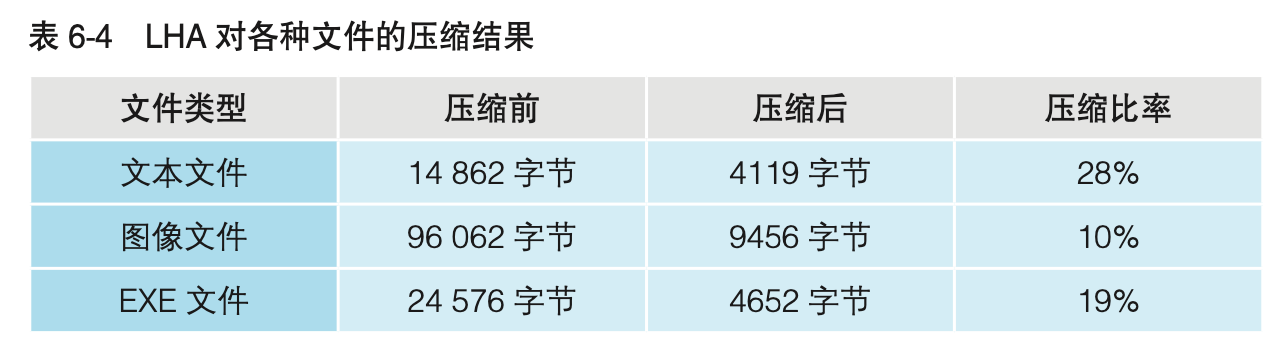 表 6-4 LHA 对各种文件的压缩结果
文件类型 压缩前 压缩后 压缩比率
文本文件 14 862 字节 4119 字节 28%
图像文件 96 062 字节 9456 字节 10%
EXE 文件 24 576 字节 4652 字节 19%